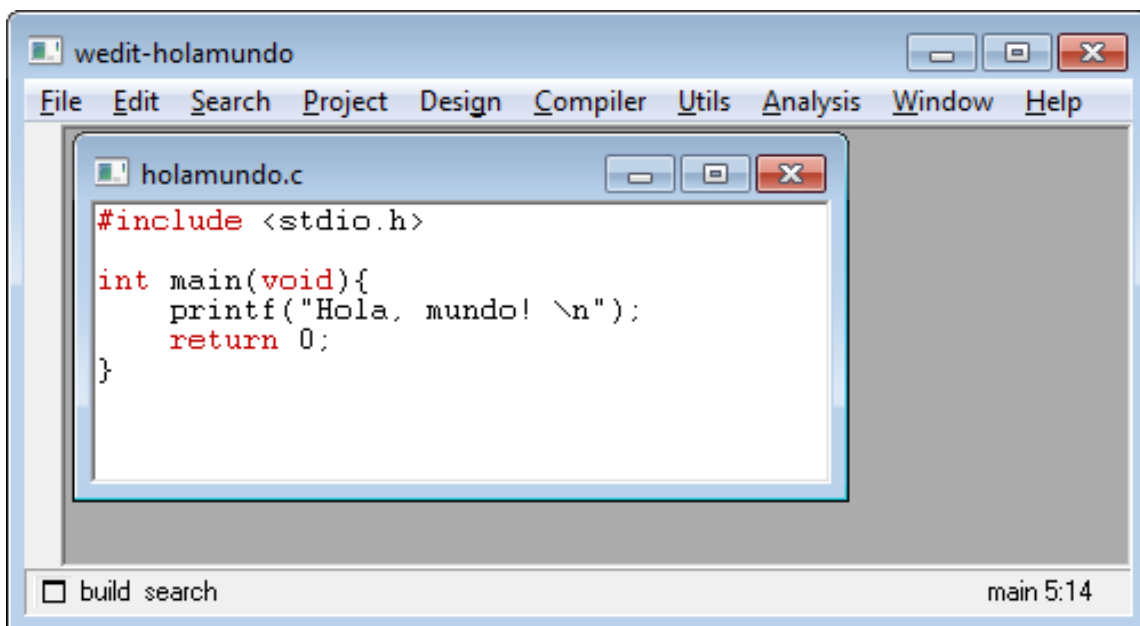 wedit-holamundo
File Edit Search Project Design Compiler Utils Analysis Window Help
holamundo.c
#include <stdio.h>
int main(void){
printf("Hola, mundo! \n");
return 0;
}
build search
main 5:14